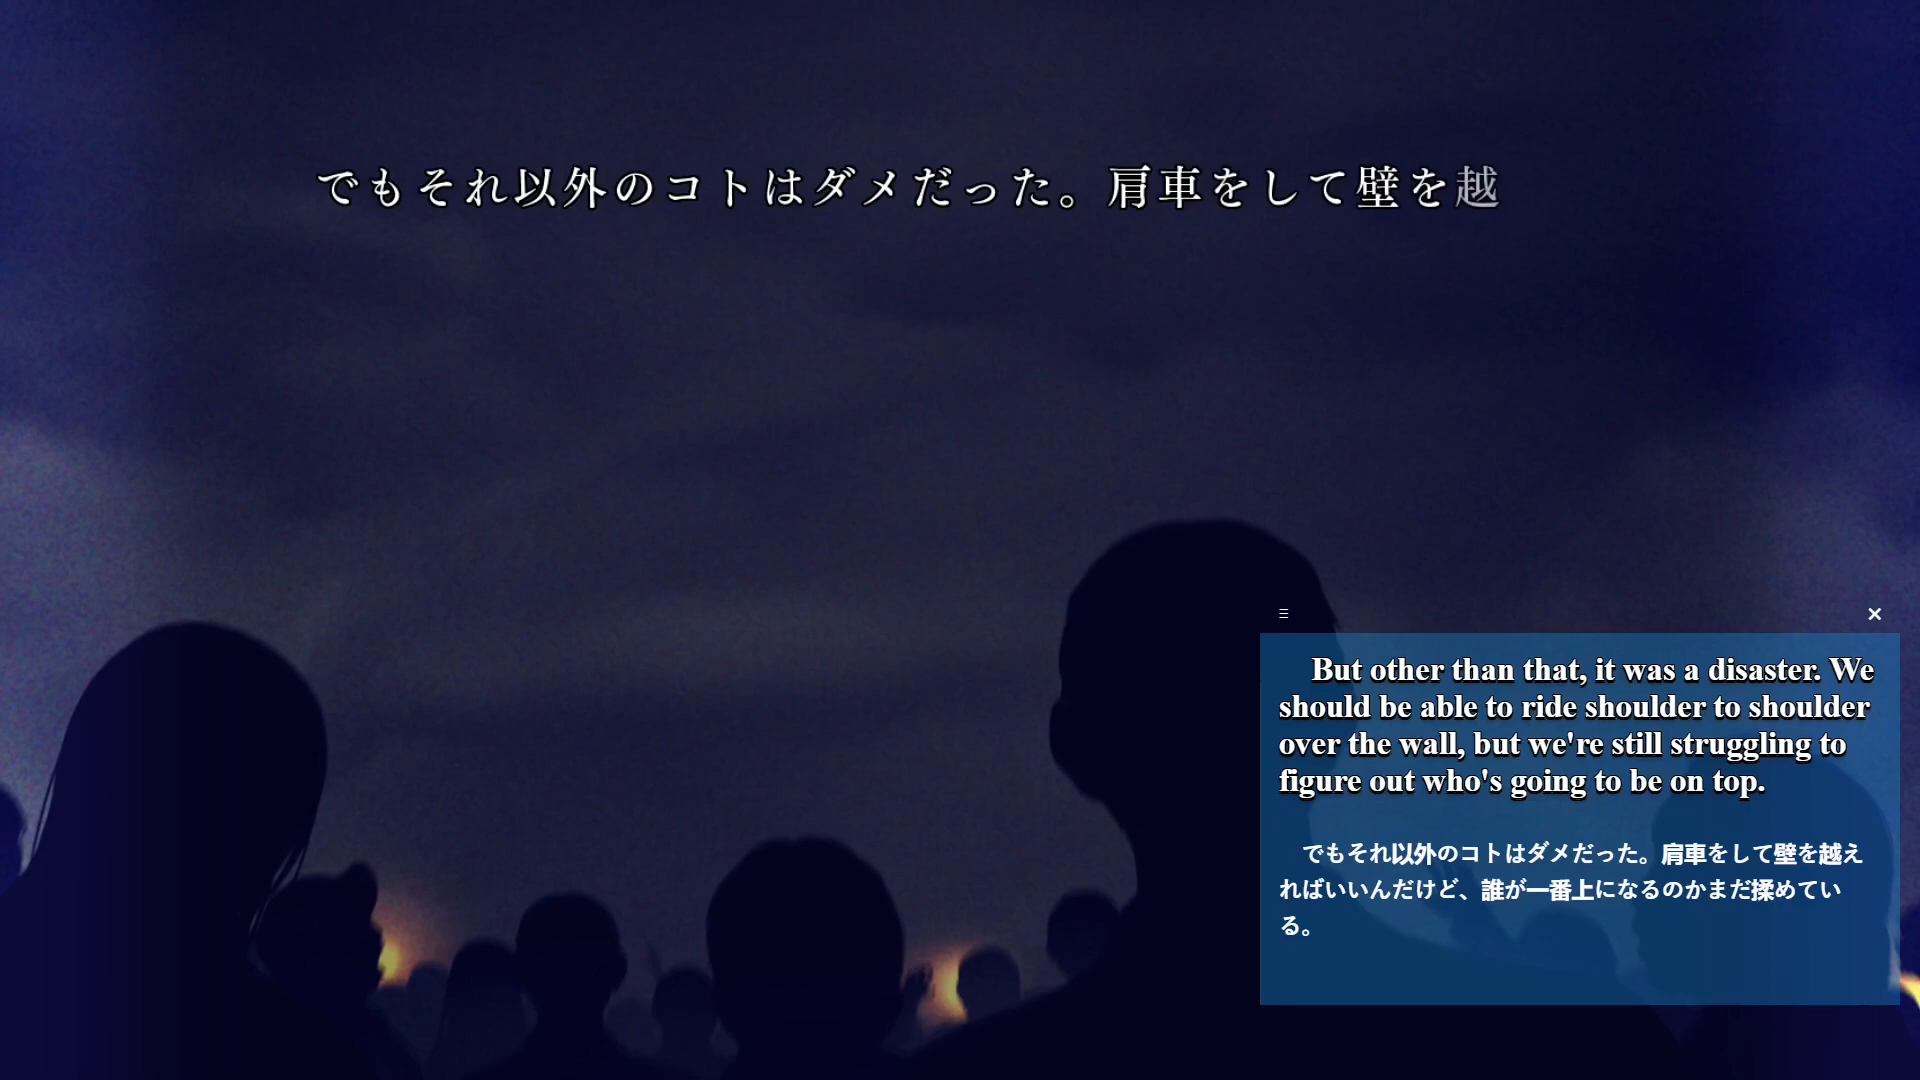 でもそれ以外のコトはダメだった。肩車をして壁を越
But other than that, it was a disaster. We
should be able to ride shoulder to shoulder
over the wall, but we're still struggling to
figure out who's going to be on top.
でもそれ以外のコトはダメだった。肩車をして壁を越え
ればいいんだけど、誰が一番上になるのかまだ揉めてい
る。